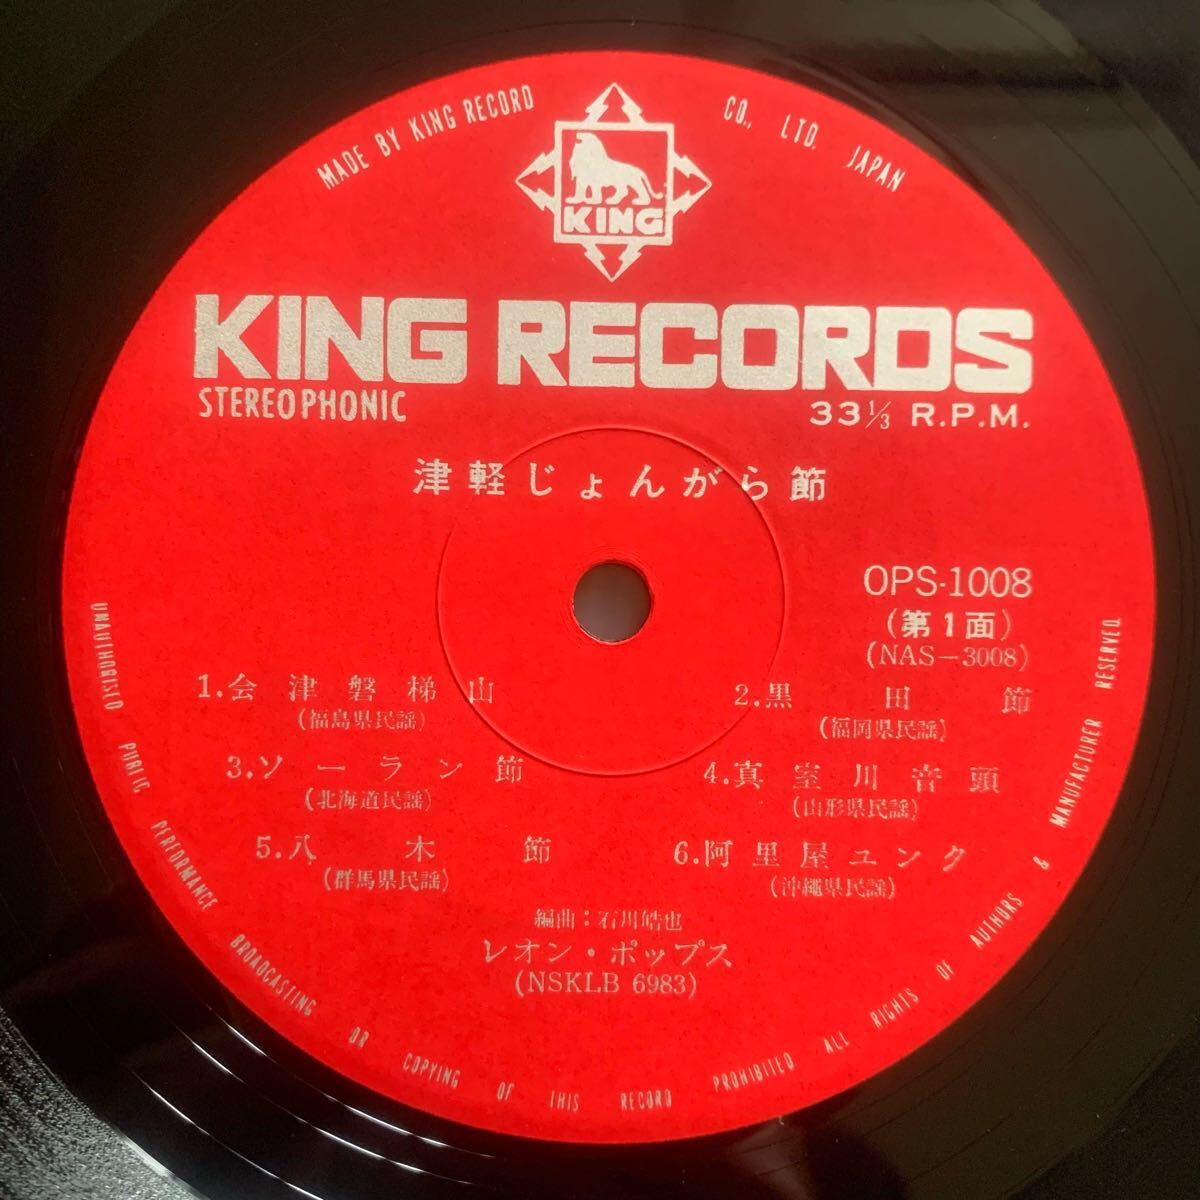 MADE BY KING RECORD CO., LTD. JAPAN
KING
KING RECORDS
STEREOPHONIC
33 1/3 R.P.M.
津軽じょんがら節
OPS-1008
(第1面)
(NAS-3008)
1.会津磐梯山
(福島県民謡)
2.黒田節
(福岡県民謡)
3.ソーラン節
(北海道民謡)
4.真室川音頭
(山形県民謡)
5.八木節
(群馬県民謡)
6.阿里屋ユンタ
(沖縄県民謡)
編曲:石川皓也
レオン・ポップス
(NSKLB 6983)
UNAUTHORISED PUBLIC PERFORMANCE BROADCASTING OR COPYING OF THIS RECORD PROHIBITED ALL RIGHTS OF AUTHORS & MANUFACTURER RESERVED.